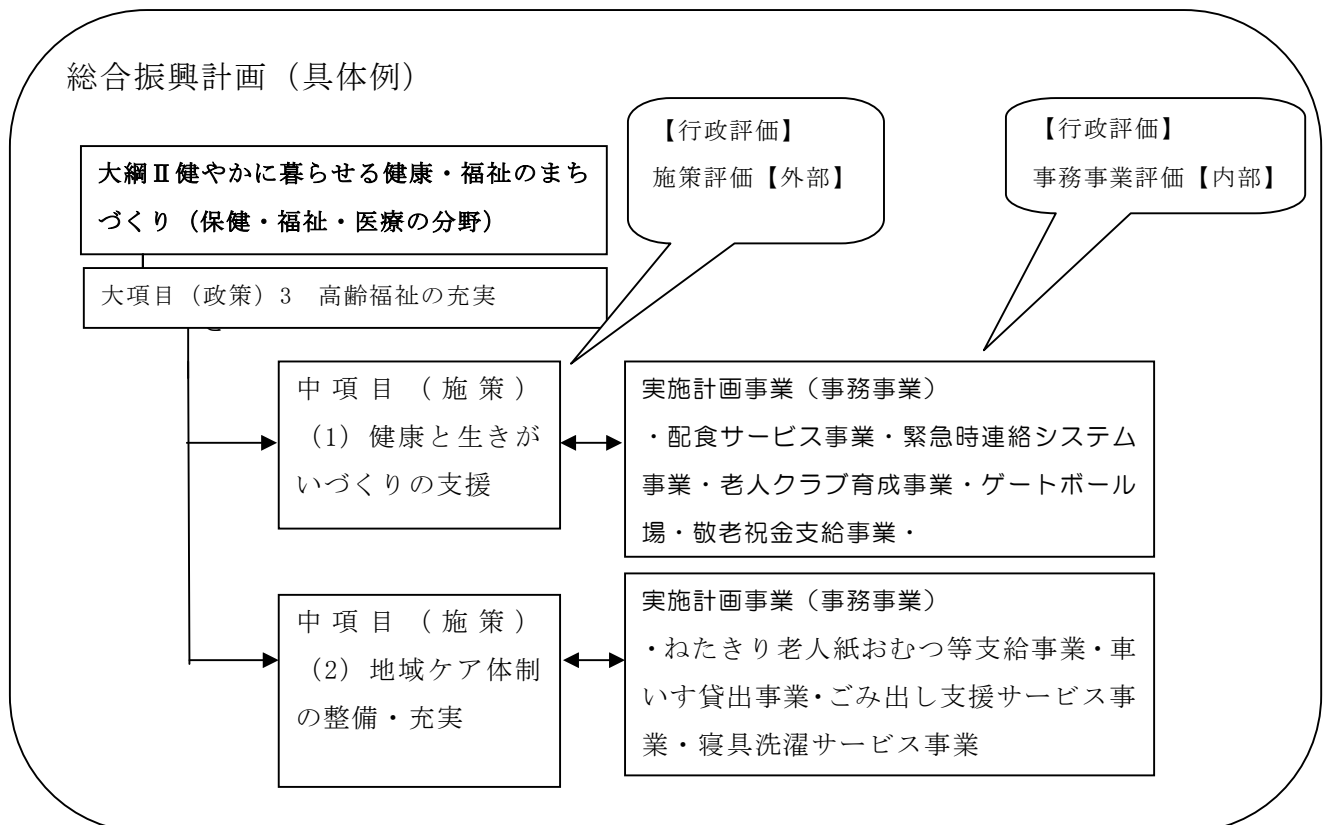 総合振興計画（具体例）
【行政評価】
施策評価【外部】
【行政評価】
事務事業評価【内部】
大綱Ⅱ健やかに暮らせる健康・福祉のまち
づくり（保健・福祉・医療の分野）
大項目（政策）3　高齢福祉の充実
中項目（施策）
（1）健康と生きが
いづくりの支援
実施計画事業（事務事業）
・配食サービス事業・緊急時連絡システム
事業・老人クラブ育成事業・ゲートボール
場・敬老祝金支給事業・
中項目（施策）
（2）地域ケア体制
の整備・充実
実施計画事業（事務事業）
・ねたきり老人紙おむつ等支給事業・車
いす貸出事業・ごみ出し支援サービス事
業・寝具洗濯サービス事業